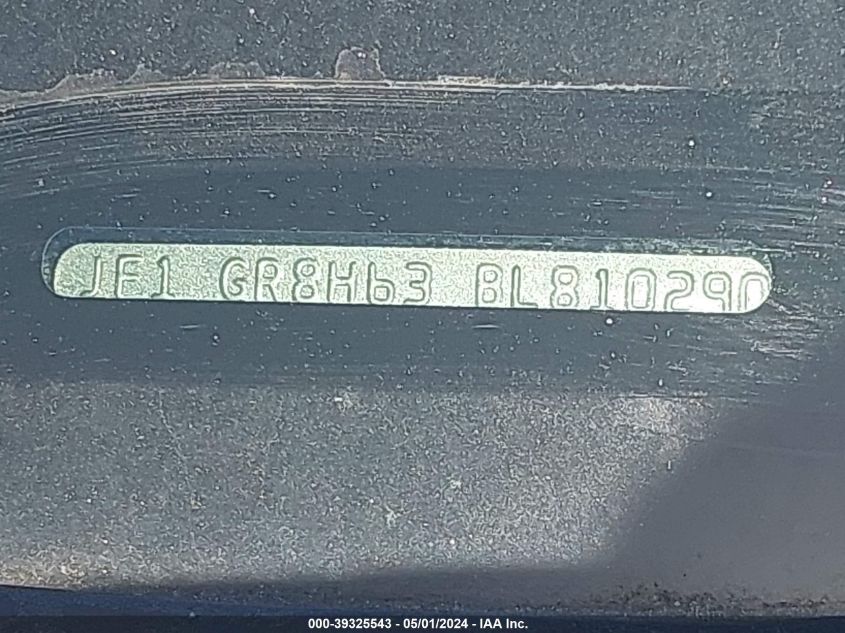 JF1 GR8H63 BL810290
000-39325543 - 05/01/2024 - IAA Inc.